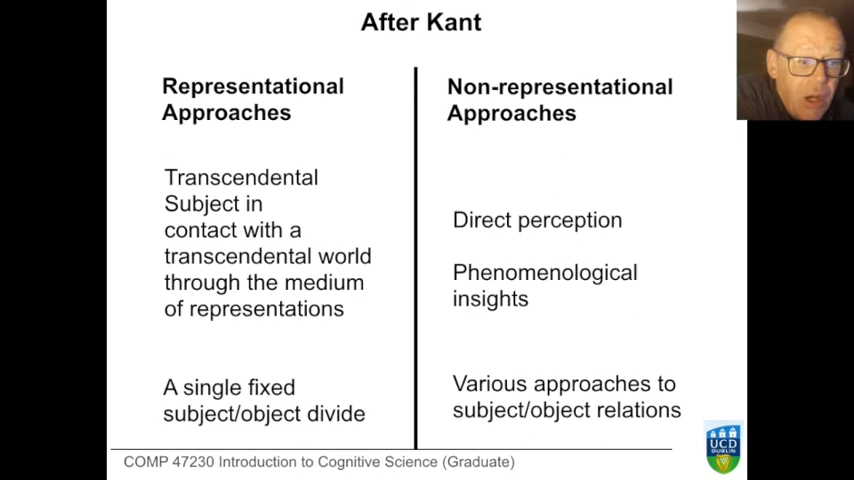 After Kant
Representational
Approaches
Transcendental
Subject in
contact with a
transcendental world
through the medium
of representations
A single fixed
subject/object divide
Non-representational
Approaches
Direct perception
Phenomenological
insights
Various approaches to
subject/object relations
COMP 47230 Introduction to Cognitive Science (Graduate)
UCD
DUBLIN